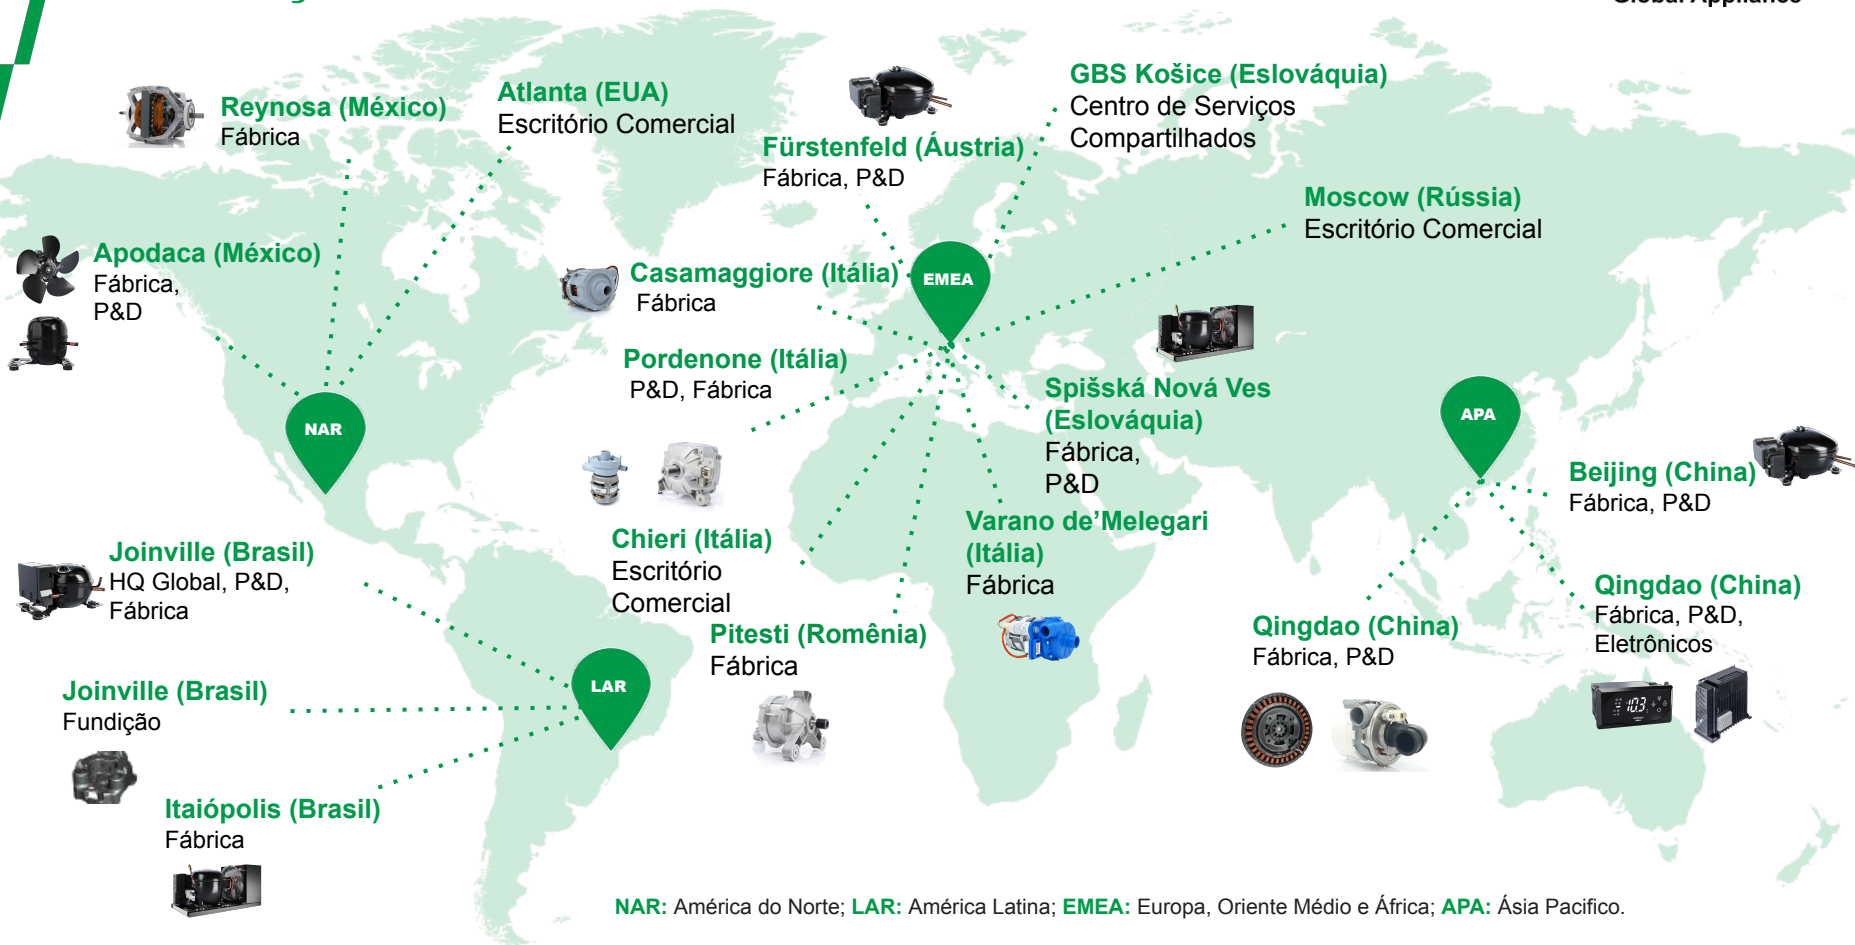 Global Appliance
Reynosa (México)
Fábrica
Atlanta (EUA)
Escritório Comercial
Fürstenfeld (Áustria)
Fábrica, P&D
GBS Košice (Eslováquia)
Centro de Serviços
Compartilhados
Moscow (Rússia)
Escritório Comercial
Apodaca (México)
Fábrica,
P&D
Casamaggiore (Itália)
Fábrica
EMEA
Pordenone (Itália)
P&D, Fábrica
Spišská Nová Ves
(Eslováquia)
Fábrica,
P&D
NAR
APA
Beijing (China)
Fábrica, P&D
Varano de’Melegari
(Itália)
Fábrica
Chieri (Itália)
Escritório
Comercial
Joinville (Brasil)
HQ Global, P&D,
Fábrica
Qingdao (China)
Fábrica, P&D,
Eletrônicos
Qingdao (China)
Fábrica, P&D
Pitesti (Romênia)
Fábrica
LAR
Joinville (Brasil)
Fundição
10.3
Itaiópolis (Brasil)
Fábrica
NAR: América do Norte; LAR: América Latina; EMEA: Europa, Oriente Médio e África; APA: Ásia Pacifico.